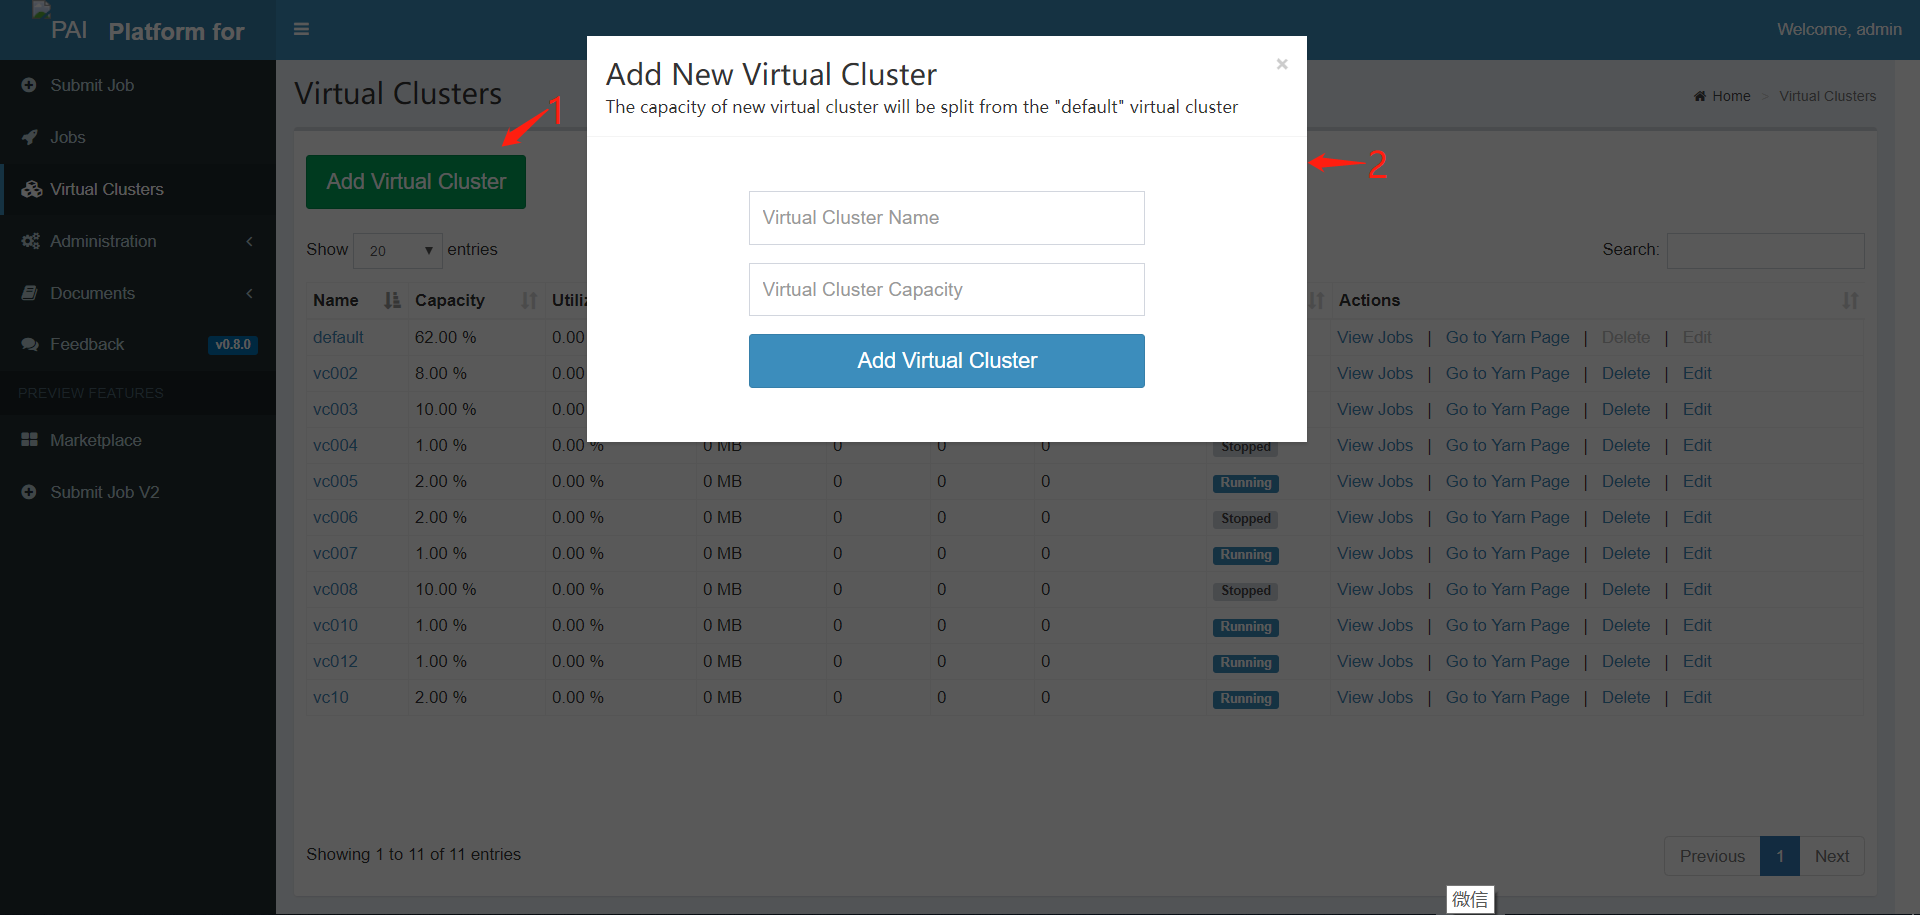 PAI Platform for
Welcome, admin
Submit Job
Jobs
Virtual Clusters
Administration
Documents
Feedback v0.8.0
PREVIEW FEATURES
Marketplace
Submit Job V2
Virtual Clusters
Home > Virtual Clusters
1
Add Virtual Cluster
Add New Virtual Cluster ×
The capacity of new virtual cluster will be split from the "default" virtual cluster
2
Virtual Cluster Name
Virtual Cluster Capacity
Add Virtual Cluster
Show 20 entries
Search:
Name Capacity Actions
default 62.00 % 0.00 View Jobs | Go to Yarn Page | Delete | Edit
vc002 8.00 % 0.00 View Jobs | Go to Yarn Page | Delete | Edit
vc003 10.00 % 0.00 View Jobs | Go to Yarn Page | Delete | Edit
vc004 1.00 % 0.00 % 0 MB 0 0 0 Stopped View Jobs | Go to Yarn Page | Delete | Edit
vc005 2.00 % 0.00 % 0 MB 0 0 0 Running View Jobs | Go to Yarn Page | Delete | Edit
vc006 2.00 % 0.00 % 0 MB 0 0 0 Stopped View Jobs | Go to Yarn Page | Delete | Edit
vc007 1.00 % 0.00 % 0 MB 0 0 0 Running View Jobs | Go to Yarn Page | Delete | Edit
vc008 10.00 % 0.00 % 0 MB 0 0 0 Stopped View Jobs | Go to Yarn Page | Delete | Edit
vc010 1.00 % 0.00 % 0 MB 0 0 0 Running View Jobs | Go to Yarn Page | Delete | Edit
vc012 1.00 % 0.00 % 0 MB 0 0 0 Running View Jobs | Go to Yarn Page | Delete | Edit
vc10 2.00 % 0.00 % 0 MB 0 0 0 Running View Jobs | Go to Yarn Page | Delete | Edit
Showing 1 to 11 of 11 entries
Previous 1 Next
微信